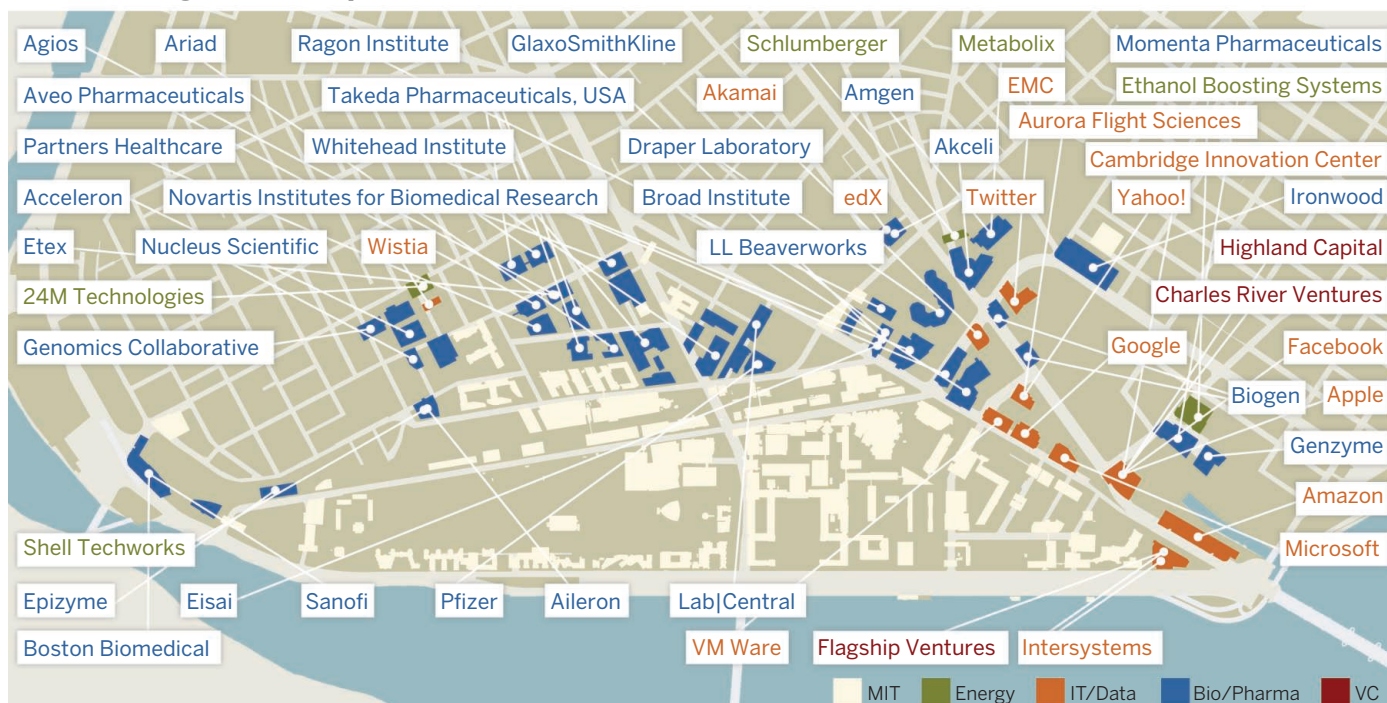 Agios
Ariad
Ragon Institute
GlaxoSmithKline
Schlumberger
Metabolix
Momenta Pharmaceuticals
Aveo Pharmaceuticals
Takeda Pharmaceuticals, USA
Akamai
Amgen
EMC
Ethanol Boosting Systems
Aurora Flight Sciences
Partners Healthcare
Whitehead Institute
Draper Laboratory
Akceli
Cambridge Innovation Center
Acceleron
Novartis Institutes for Biomedical Research
Broad Institute
edX
Twitter
Yahoo!
Ironwood
Etex
Nucleus Scientific
Wistia
LL Beaverworks
Highland Capital
24M Technologies
Charles River Ventures
Genomics Collaborative
Google
Facebook
Biogen
Apple
Genzyme
Amazon
Shell Techworks
Microsoft
Epizyme
Eisai
Sanofi
Pfizer
Aileron
Lab|Central
Boston Biomedical
VM Ware
Flagship Ventures
Intersystems
MIT
Energy
IT/Data
Bio/Pharma
VC